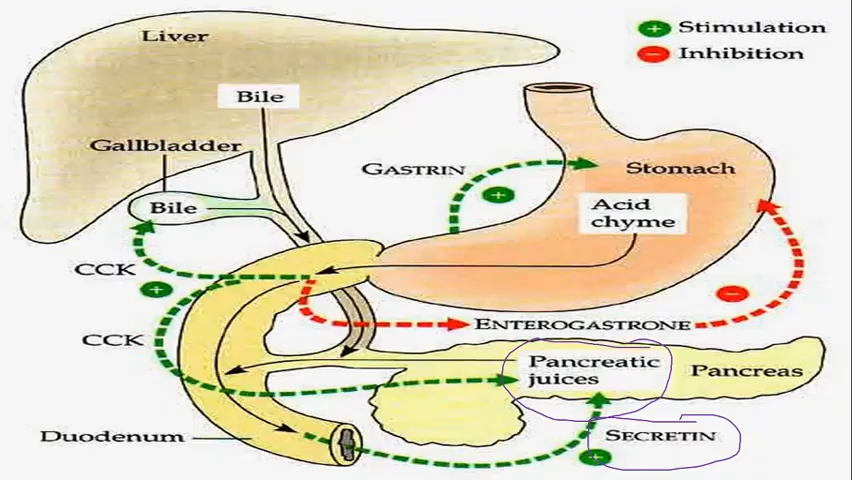 Liver
+ Stimulation
− Inhibition
Bile
Gallbladder
GASTRIN
Stomach
+
Bile
Acid
chyme
CCK
+
−
ENTEROGASTRONE
CCK
Pancreatic
juices
Pancreas
Duodenum
SECRETIN
+